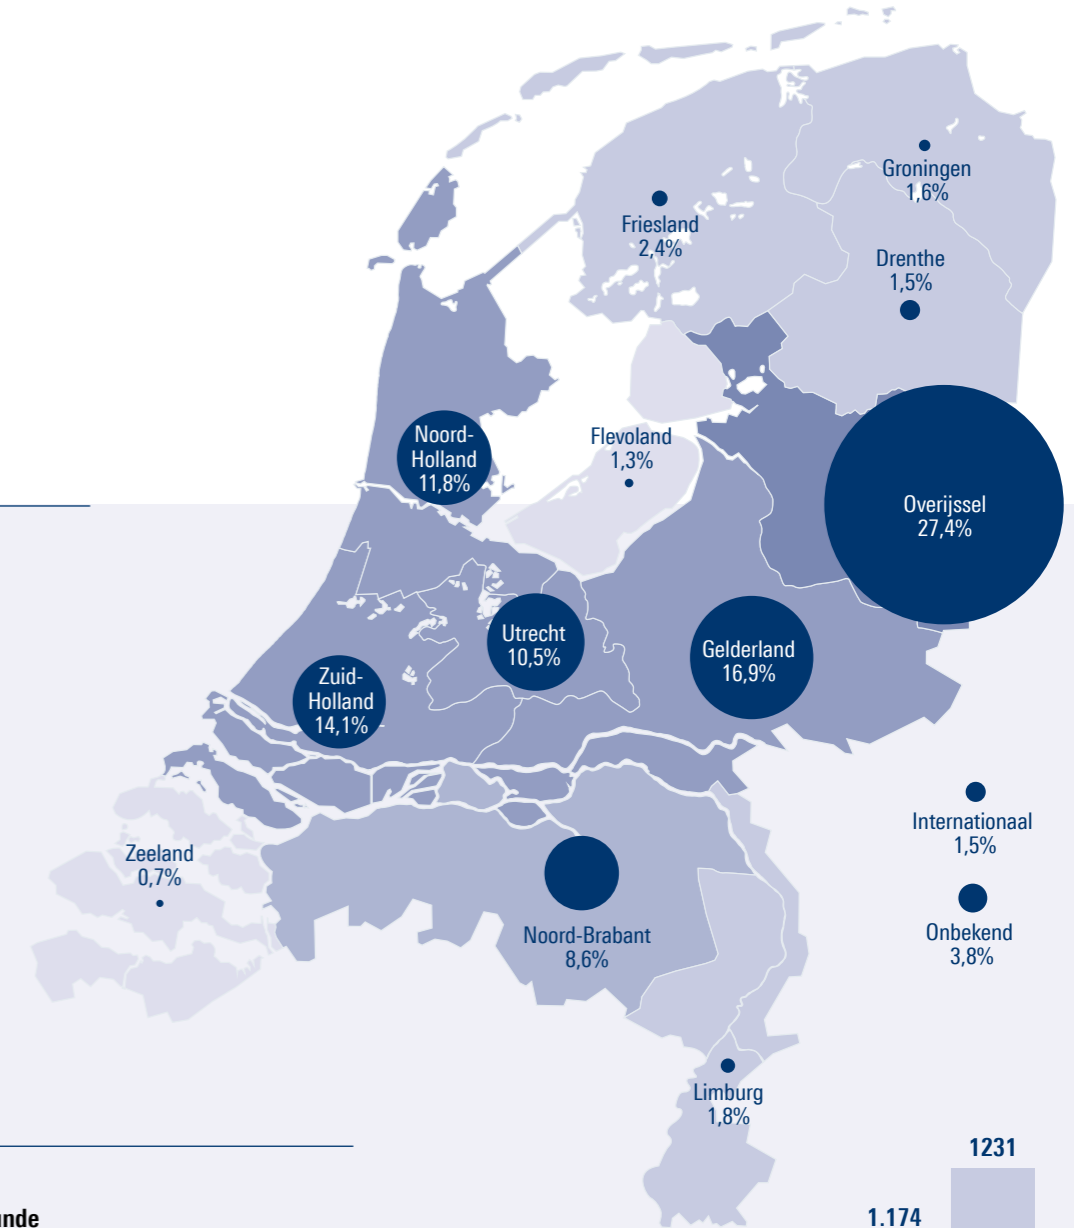 Groningen
1,6%
Friesland
2,4%
Drenthe
1,5%
Noord-
Holland
11,8%
Flevoland
1,3%
Overijssel
27,4%
Utrecht
10,5%
Gelderland
16,9%
Zuid-
Holland
14,1%
Internationaal
1,5%
Zeeland
0,7%
Onbekend
3,8%
Noord-Brabant
8,6%
Limburg
1,8%
1231
1.174